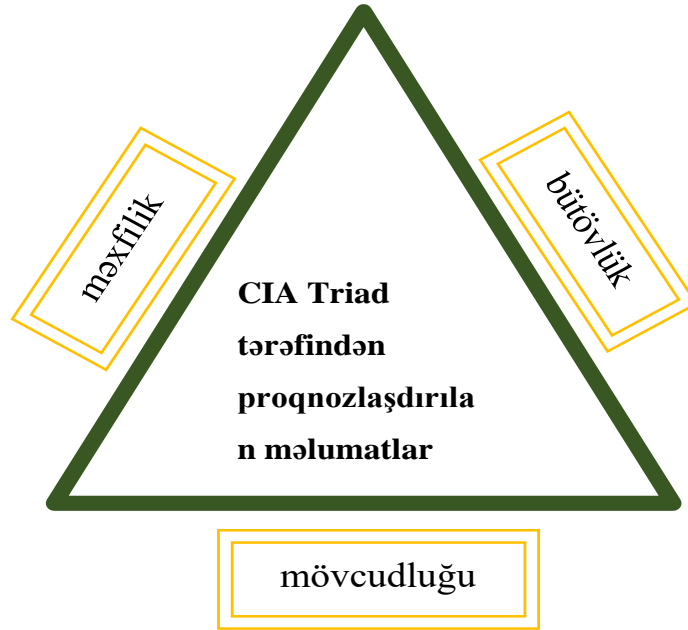 məxfilik
bütövlük
CIA Triad
tərəfindən
proqnozlaşdırıla
n məlumatlar
mövcudluğu